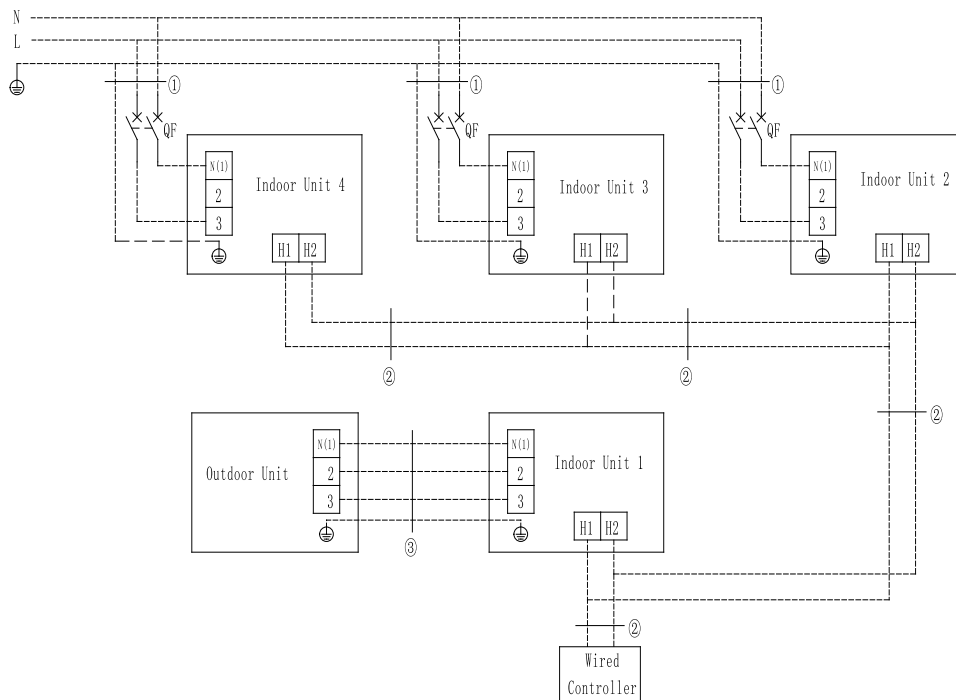 N
L
① ① ①
QF QF QF
N(1) N(1) N(1)
Indoor Unit 4 Indoor Unit 3 Indoor Unit 2
2 2 2
3 3 3
H1 H2 H1 H2 H1 H2
② ②
②
N(1) N(1)
Outdoor Unit 2 2 Indoor Unit 1
3 3
H1 H2
③
②
Wired
Controller